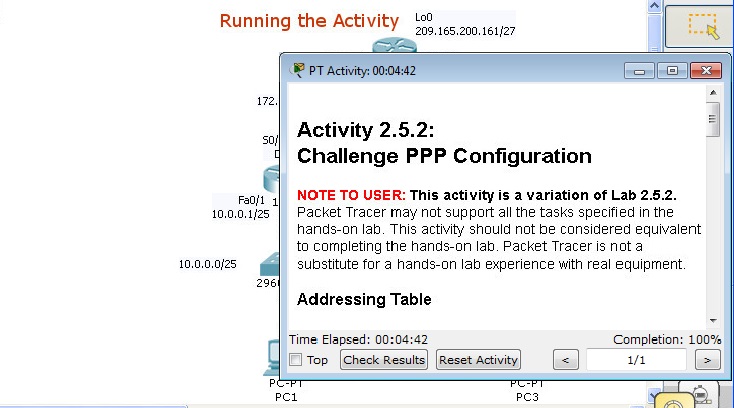 Running the Activity
Lo0
209.165.200.161/27
PT Activity: 00:04:42
172.
S0/
Fa0/1 1
10.0.0.1/25
10.0.0.0/25
296
Activity 2.5.2:
Challenge PPP Configuration
NOTE TO USER: This activity is a variation of Lab 2.5.2.
Packet Tracer may not support all the tasks specified in the
hands-on lab. This activity should not be considered equivalent
to completing the hands-on lab. Packet Tracer is not a
substitute for a hands-on lab experience with real equipment.
Addressing Table
Time Elapsed: 00:04:42 Completion: 100%
Top Check Results Reset Activity < 1/1 >
PC-PT
PC1
PC-PT
PC3